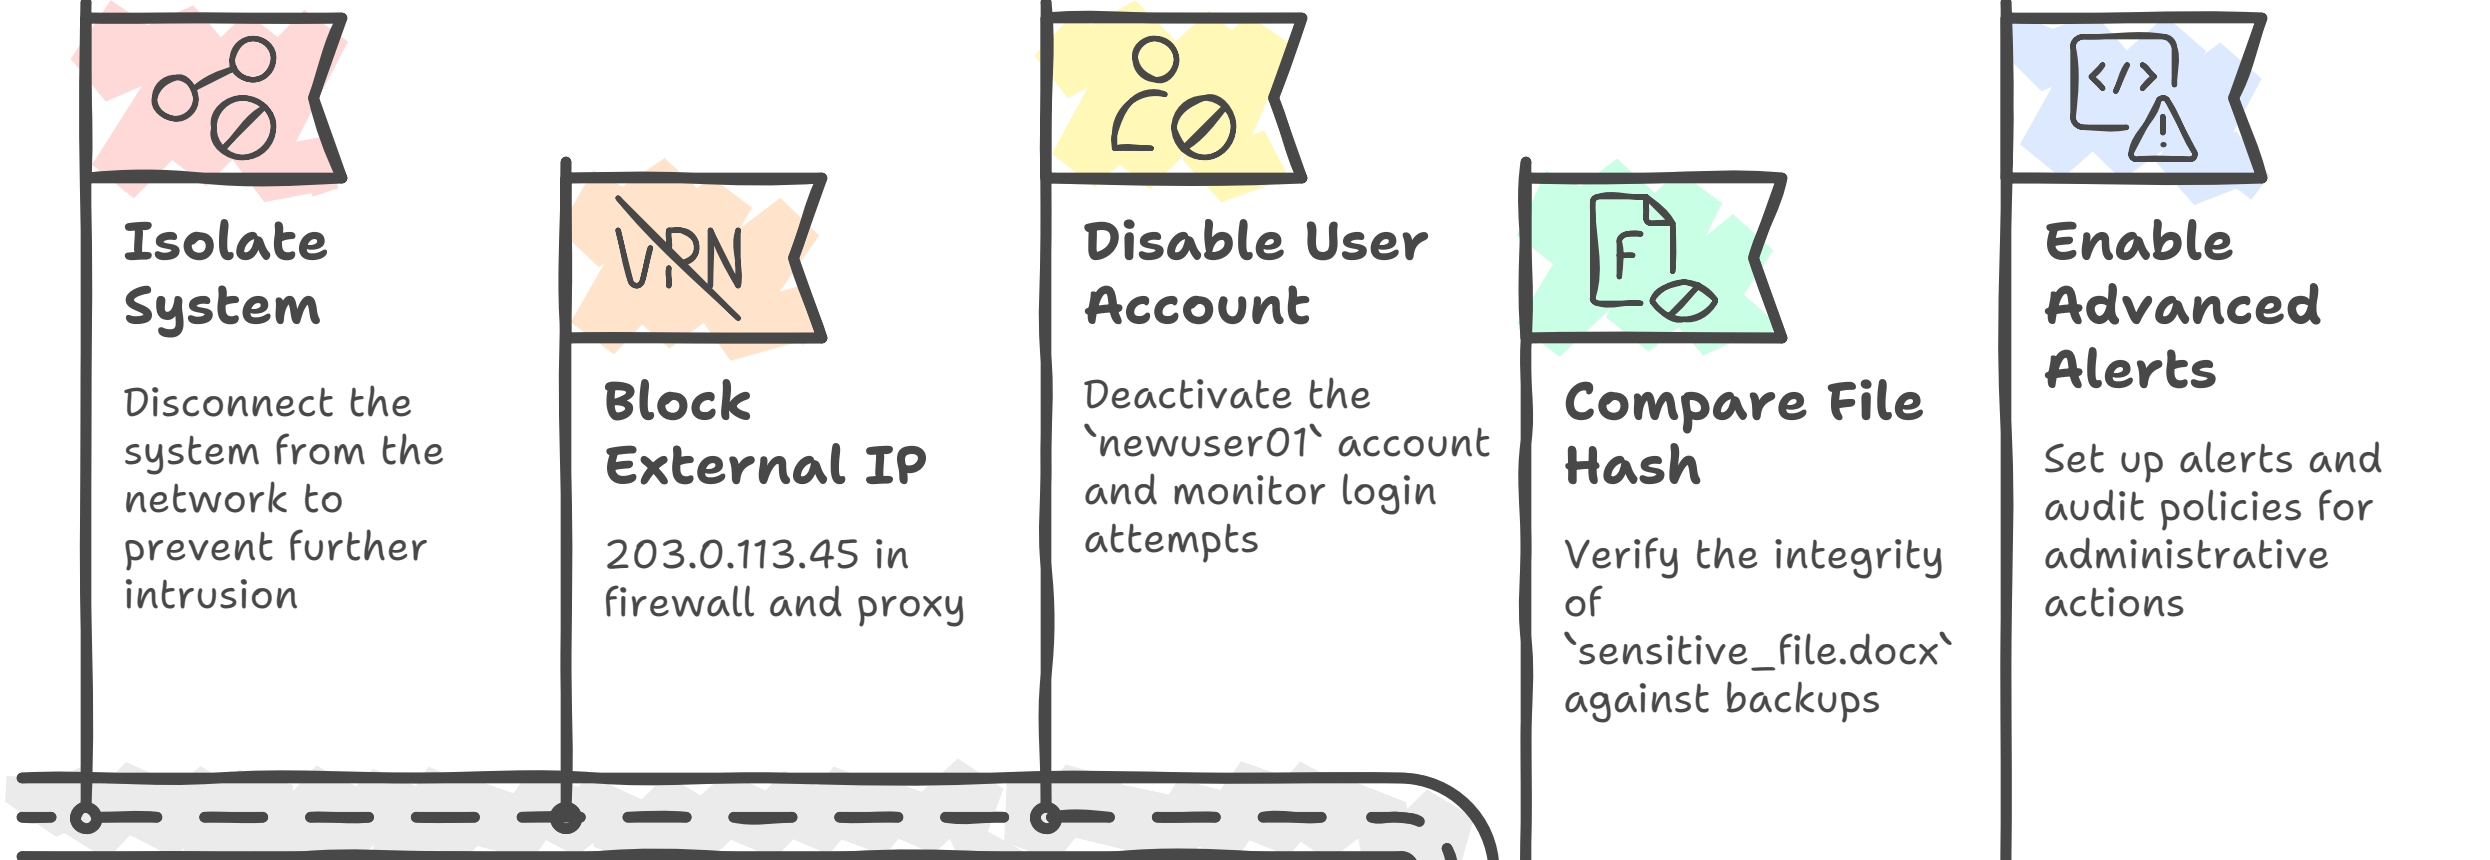 Isolate
System
Disconnect the
system from the
network to
prevent further
intrusion
VPN
Block
External IP
203.0.113.45 in
firewall and proxy
Disable User
Account
Deactivate the
`newuser01` account
and monitor login
attempts
F
Compare File
Hash
Verify the integrity
of
`sensitive_file.docx`
against backups
</>
Enable
Advanced
Alerts
Set up alerts and
audit policies for
administrative
actions